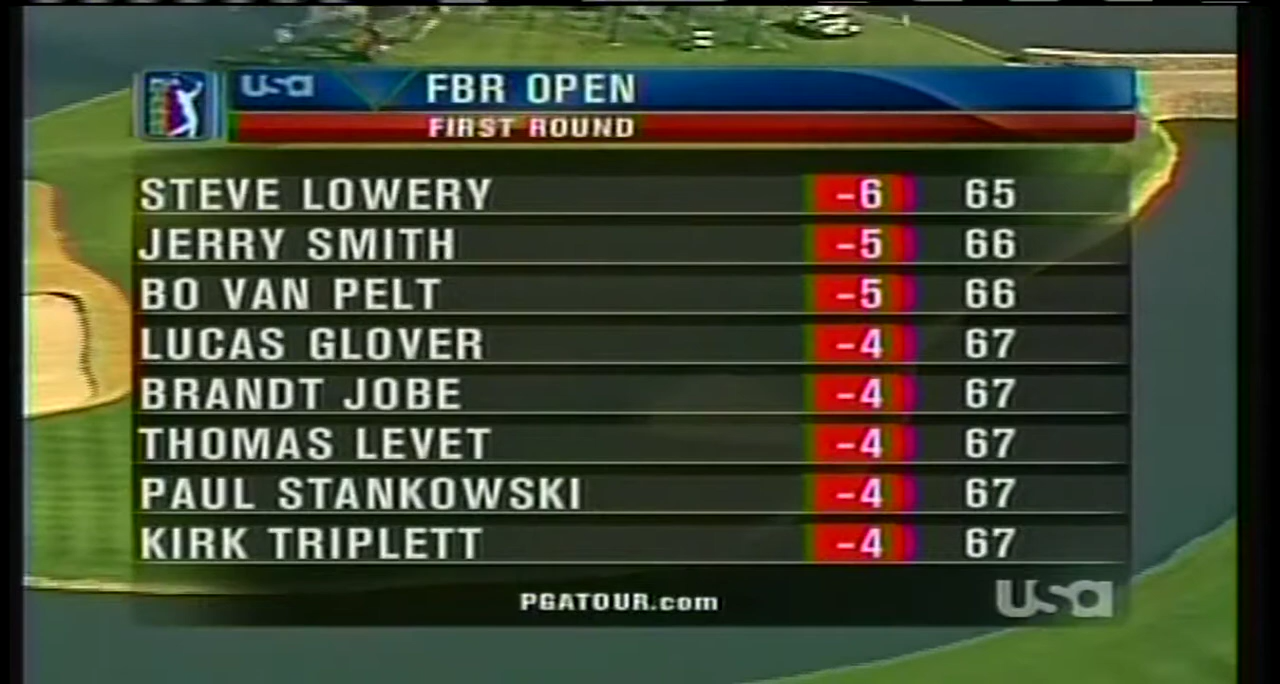 usa FBR OPEN
FIRST ROUND
STEVE LOWERY -6 65
JERRY SMITH -5 66
BO VAN PELT -5 66
LUCAS GLOVER -4 67
BRANDT JOBE -4 67
THOMAS LEVET -4 67
PAUL STANKOWSKI -4 67
KIRK TRIPLETT -4 67
PGATOUR.com usa